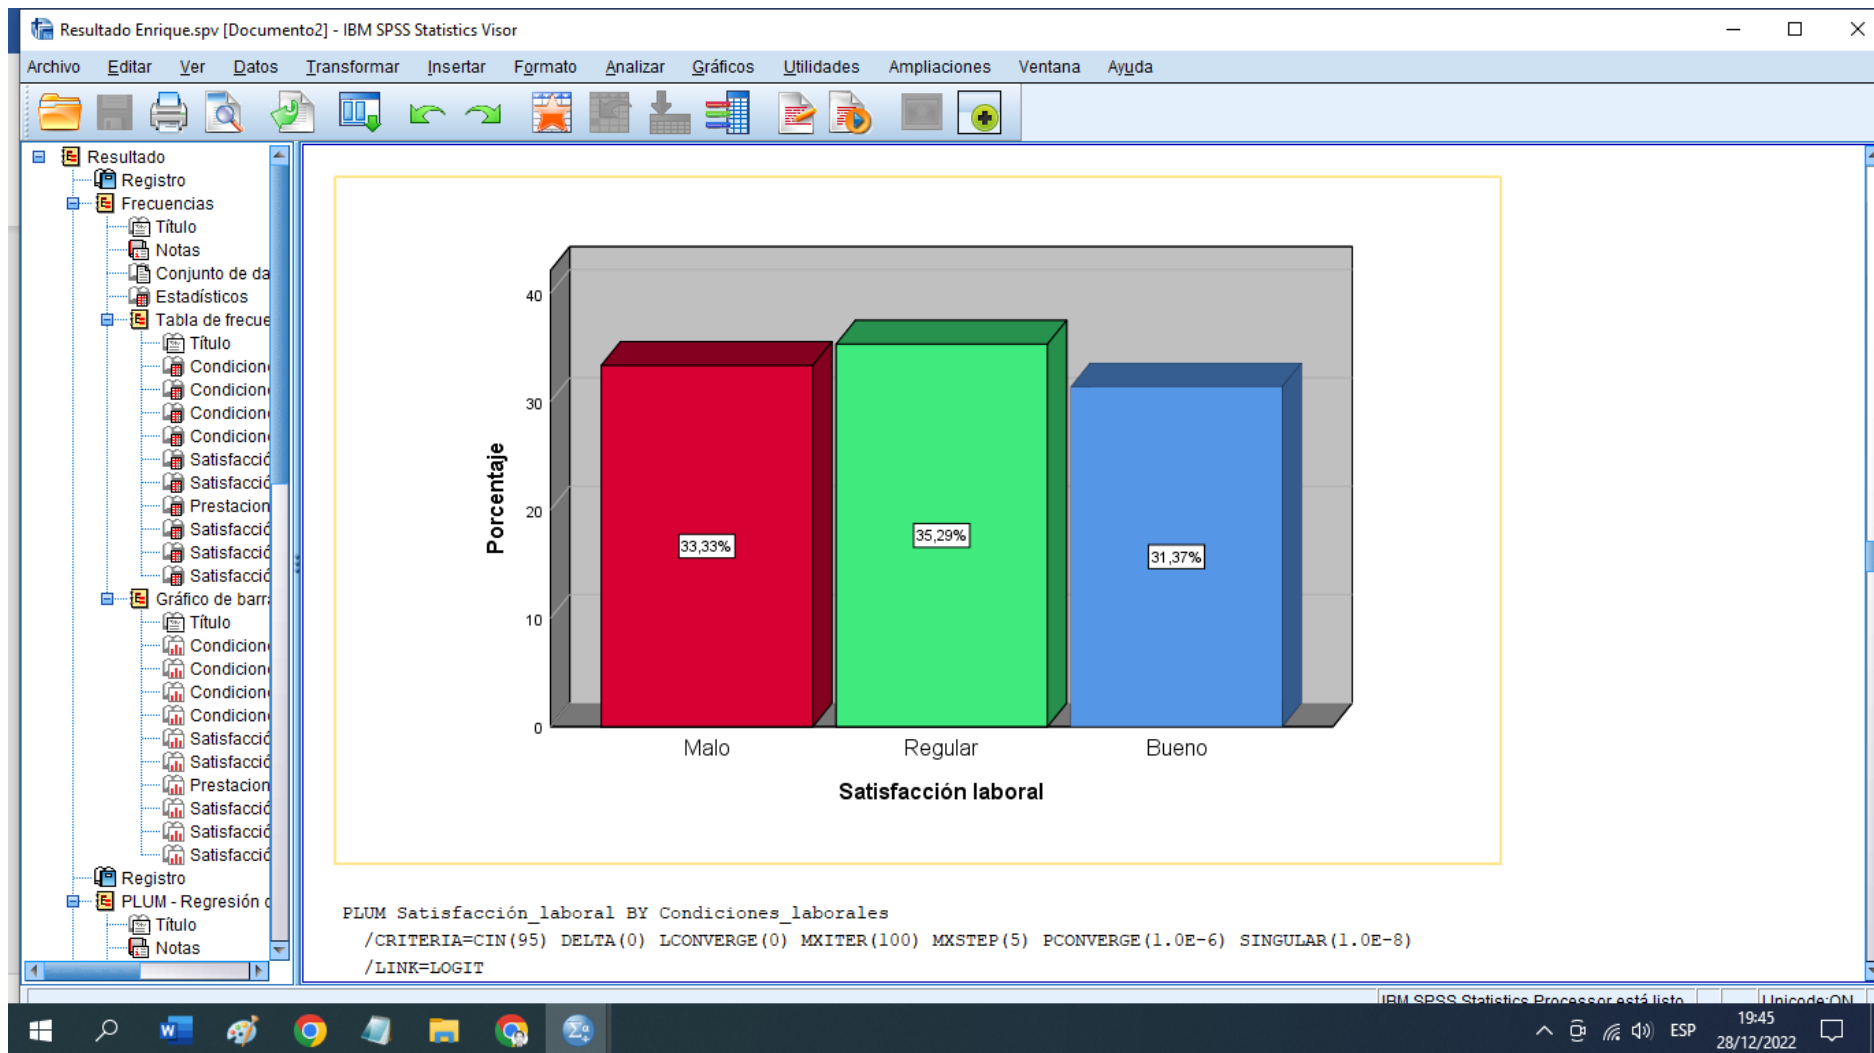 Resultado Enrique.spv [Documento2] - IBM SPSS Statistics Visor
Archivo Editar Ver Datos Transformar Insertar Formato Analizar Gráficos Utilidades Ampliaciones Ventana Ayuda
Resultado
Registro
Frecuencias
Título
Notas
Conjunto de da
Estadísticos
Tabla de frecue
Título
Condicion
Condicion
Condicion
Condicion
Satisfacció
Satisfacció
Prestacion
Satisfacció
Satisfacció
Satisfacció
Gráfico de barr
Título
Condicion
Condicion
Condicion
Condicion
Satisfacció
Satisfacció
Prestacion
Satisfacció
Satisfacció
Satisfacció
Registro
PLUM - Regresión
Título
Notas
Porcentaje
40
30
20
10
0
33,33%
35,29%
31,37%
Malo Regular Bueno
Satisfacción laboral
PLUM Satisfacción_laboral BY Condiciones_laborales
/CRITERIA=CIN(95) DELTA(0) LCONVERGE(0) MXITER(100) MXSTEP(5) PCONVERGE(1.0E-6) SINGULAR(1.0E-8)
/LINK=LOGIT
IBM SPSS Statistics Processor está listo Unicode:ON
ESP
19:45
28/12/2022